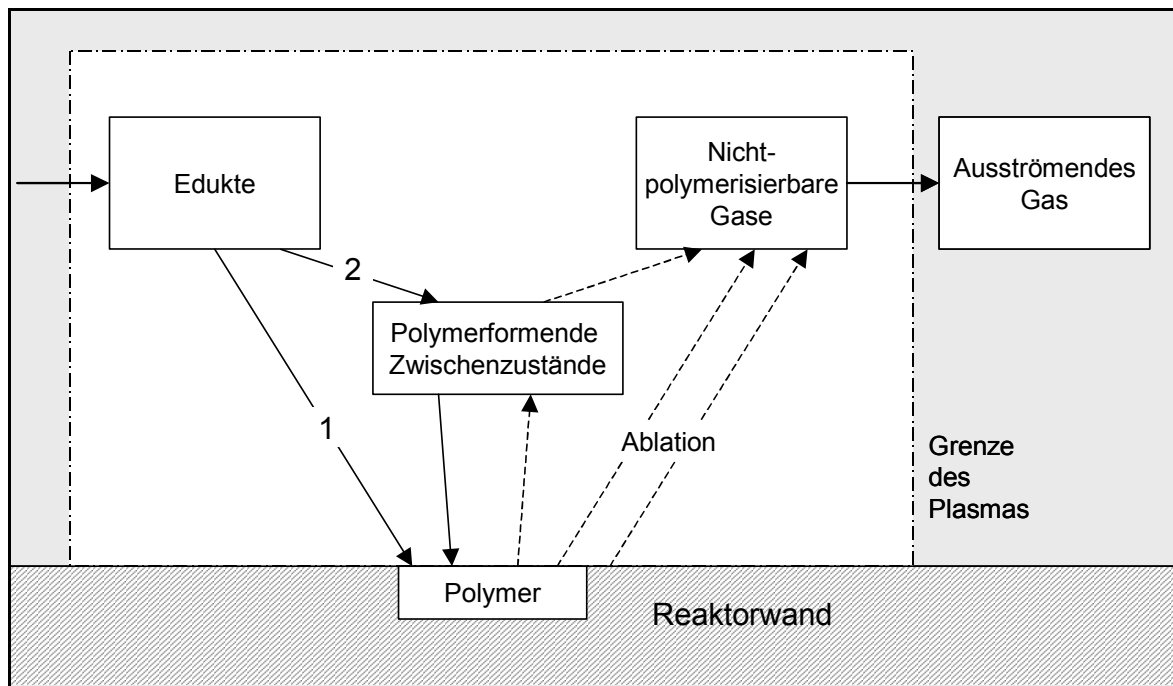 Edukte
Nicht-
polymerisierbare
Gase
Ausströmendes
Gas
2
Polymerformende
Zwischenzustände
1
Ablation
Grenze
des
Plasmas
Polymer
Reaktorwand